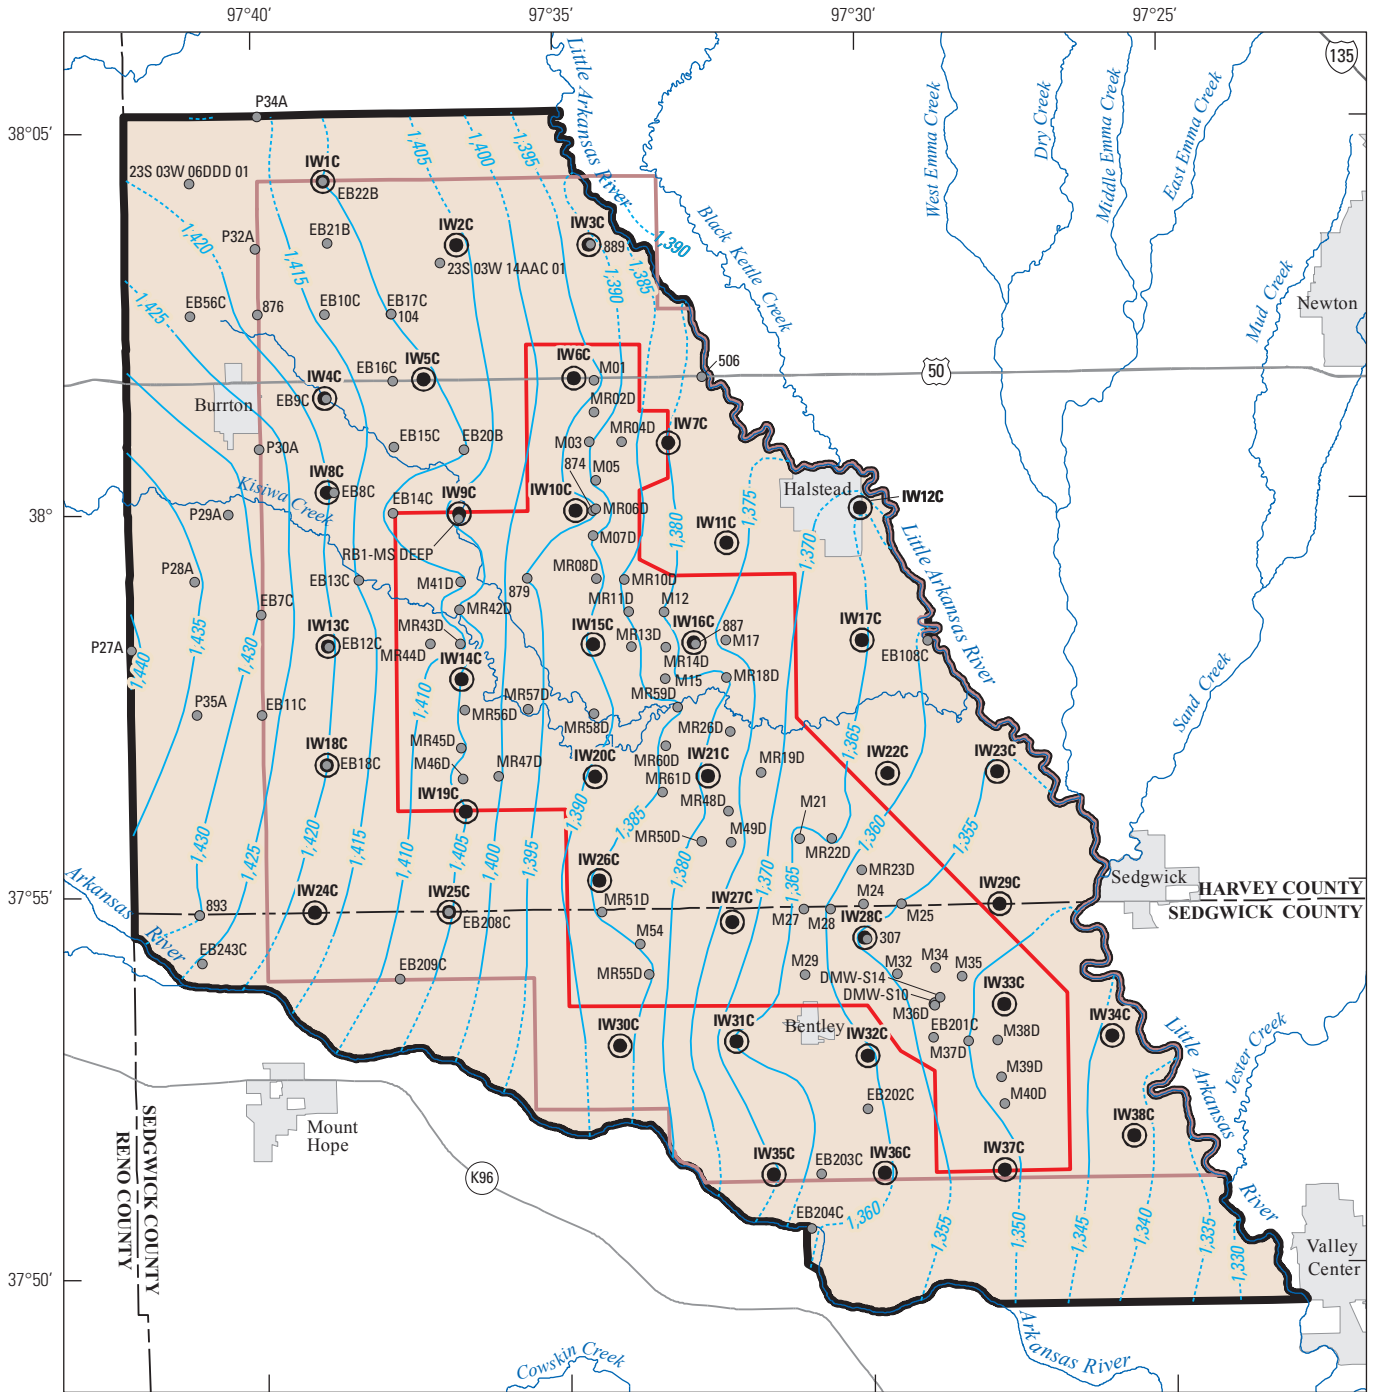 97°40′ 97°35′ 97°30′ 97°25′
135
38°05′
38°
37°55′
37°50′
P34A
Little Arkansas River
West Emma Creek
Dry Creek
Middle Emma Creek
East Emma Creek
1,405
1,400
1,395
23S 03W 06DDD 01
IW1C
EB22B
Black Kettle Creek
IW2C
IW3C
889
1,390
1,420
P32A
EB21B
23S 03W 14AAC 01
1,415
1,390
1,385
Mud Creek
Newton
1,425
EB56C
876
EB10C
EB17C
104
506
50
IW5C
IW6C
M01
EB16C
IW4C
EB9C
Burrton
MR02D
IW7C
MR04D
M03
EB15C
EB20B
P30A
874
M05
IW8C
EB8C
Kisiwa Creek
IW9C
IW10C
EB14C
MR06D
P29A
M07D
RB1-MS DEEP
1,380
1,375
IW11C
Halstead
IW12C
1,370
Little Arkansas River
P28A
EB13C
M41D
879
MR08D
MR10D
EB7C
MR42D
MR11D
M12
1,435
1,430
IW13C
EB12C
MR43D
MR44D
IW15C
MR13D
IW16C
887
M17
IW17C
EB108C
P27A
1,440
IW14C
MR14D
M15
MR18D
Sand Creek
P35A
EB11C
1,410
MR56D
MR57D
MR58D
MR59D
MR26D
1,365
IW18C
EB18C
MR45D
M46D
MR47D
IW20C
MR60D
MR61D
IW21C
MR19D
IW22C
IW23C
IW19C
MR48D
1,430
1,425
1,420
1,415
1,410
1,405
1,400
1,395
1,390
1,385
1,380
1,370
1,365
1,360
1,355
MR50D
M49D
M21
MR22D
MR23D
IW26C
Sedgwick
HARVEY COUNTY
SEDGWICK COUNTY
Arkansas River
893
IW24C
IW25C
EB208C
MR51D
IW27C
M27
M28
M24
M25
IW29C
IW28C
307
EB243C
EB209C
M54
MR55D
M29
M32
M34
M35
DMW-S14
DMW-S10
M36D
IW33C
IW30C
IW31C
Bentley
IW32C
EB201C
M37D
M38D
IW34C
M39D
M40D
Little Arkansas River
Jester Creek
EB202C
IW38C
Mount
Hope
SEDGWICK COUNTY
RENO COUNTY
K96
IW35C
EB203C
IW36C
IW37C
EB204C
1,360
1,355
1,350
1,345
1,340
1,335
1,330
Valley
Center
Arkansas River
Cowskin Creek